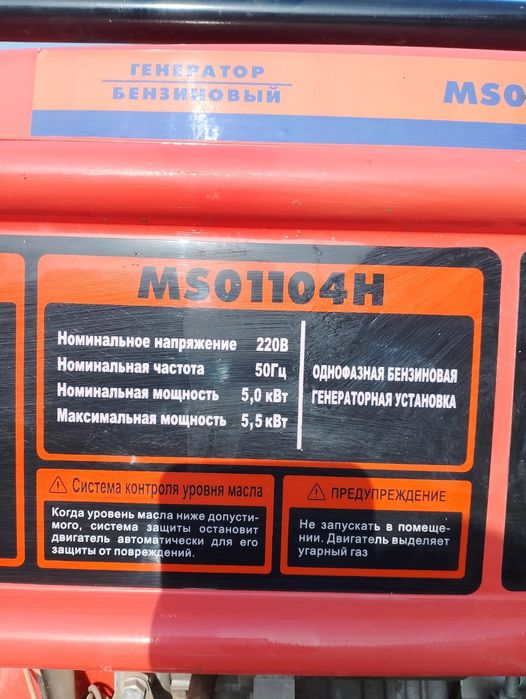 ГЕНЕРАТОР
БЕНЗИНОВЫЙ
MS0
MS01104H
Номинальное напряжение 220В
Номинальная частота 50Гц
Номинальная мощность 5,0 кВт
Максимальная мощность 5,5 кВт
ОДНОФАЗНАЯ БЕНЗИНОВАЯ
ГЕНЕРАТОРНАЯ УСТАНОВКА
Система контроля уровня масла
Когда уровень масла ниже допусти-
мого, система защиты остановит
двигатель автоматически для его
защиты от повреждений.
ПРЕДУПРЕЖДЕНИЕ
Не запускать в помеще-
нии. Двигатель выделяет
угарный газ